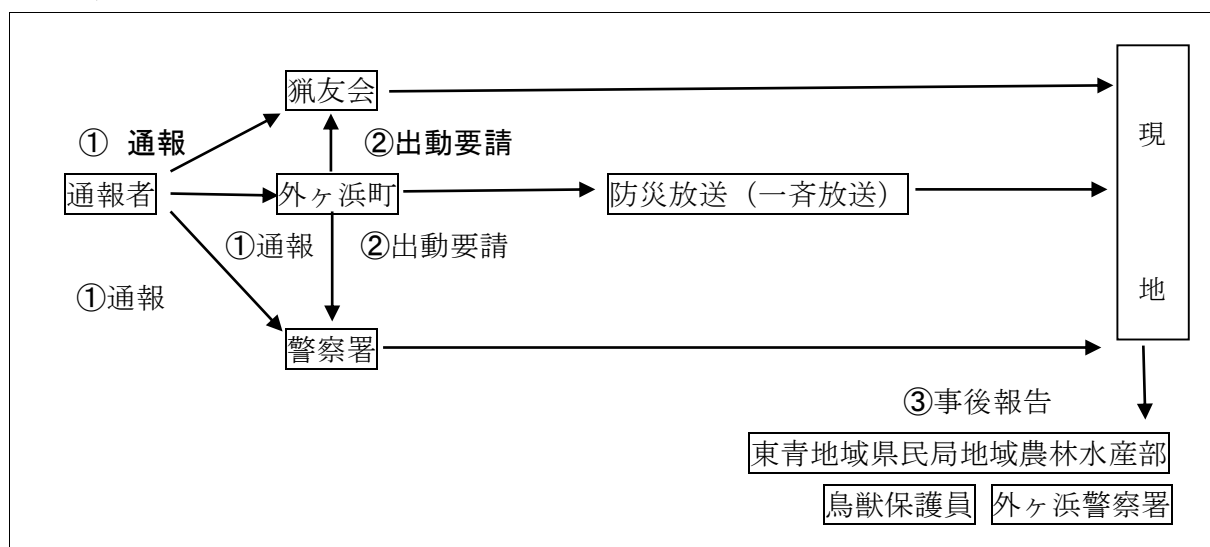 猟友会
① 通報
②出動要請
現
通報者
外ヶ浜町
防災放送（一斉放送）
①通報
②出動要請
①通報
地
警察署
③事後報告
東青地域県民局地域農林水産部
鳥獣保護員
外ヶ浜警察署